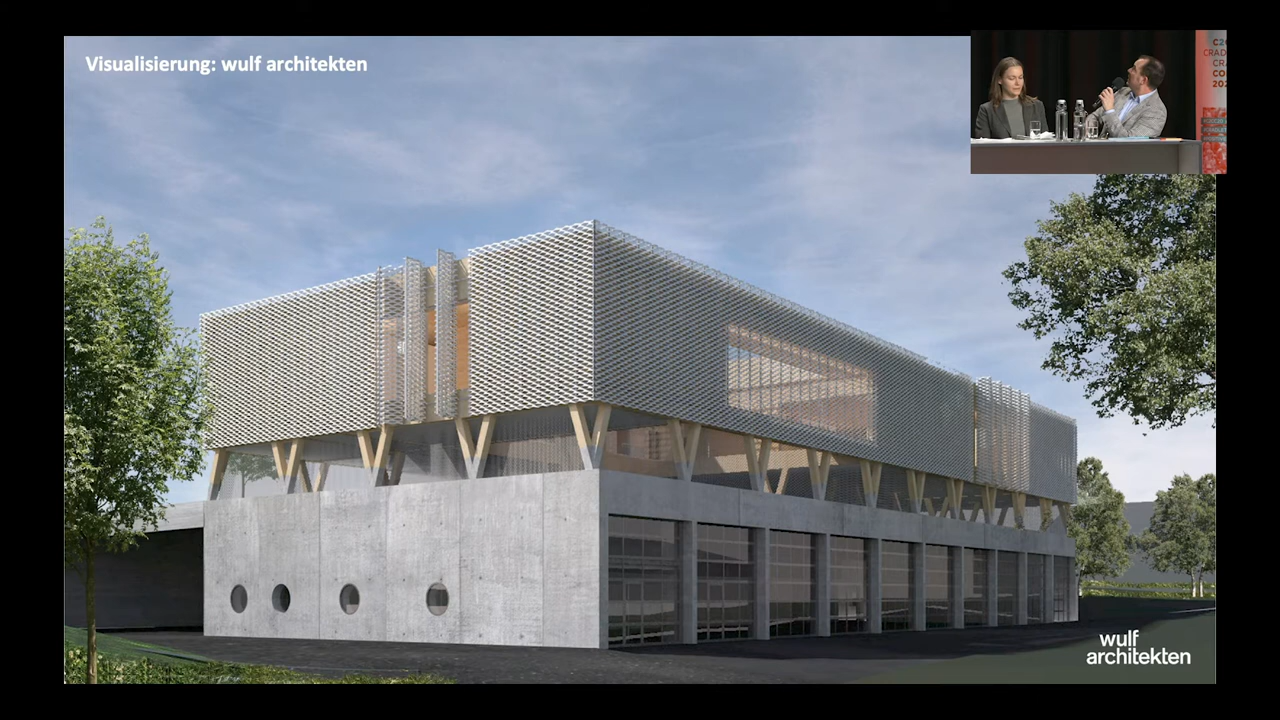 Visualisierung: wulf architekten
wulf
architekten